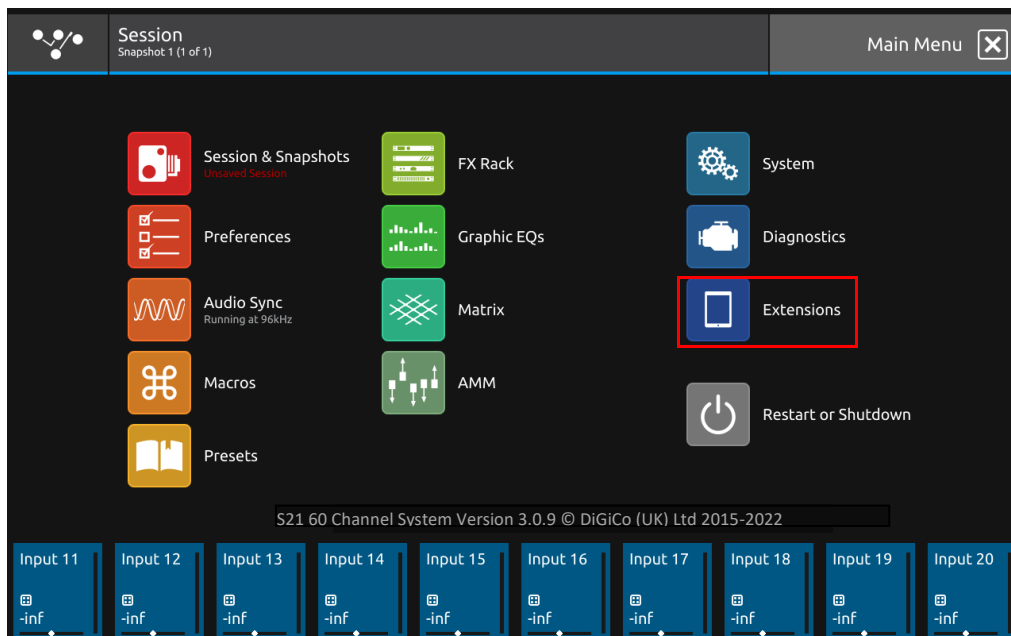 Session
Snapshot 1 (1 of 1)
Main Menu
Session & Snapshots
Unsaved Session
FX Rack
System
Preferences
Graphic EQs
Diagnostics
Audio Sync
Running at 96kHz
Matrix
Extensions
Macros
AMM
Restart or Shutdown
Presets
S21 60 Channel System Version 3.0.9 © DiGiCo (UK) Ltd 2015-2022
Input 11 Input 12 Input 13 Input 14 Input 15 Input 16 Input 17 Input 18 Input 19 Input 20
-inf -inf -inf -inf -inf -inf -inf -inf -inf -inf